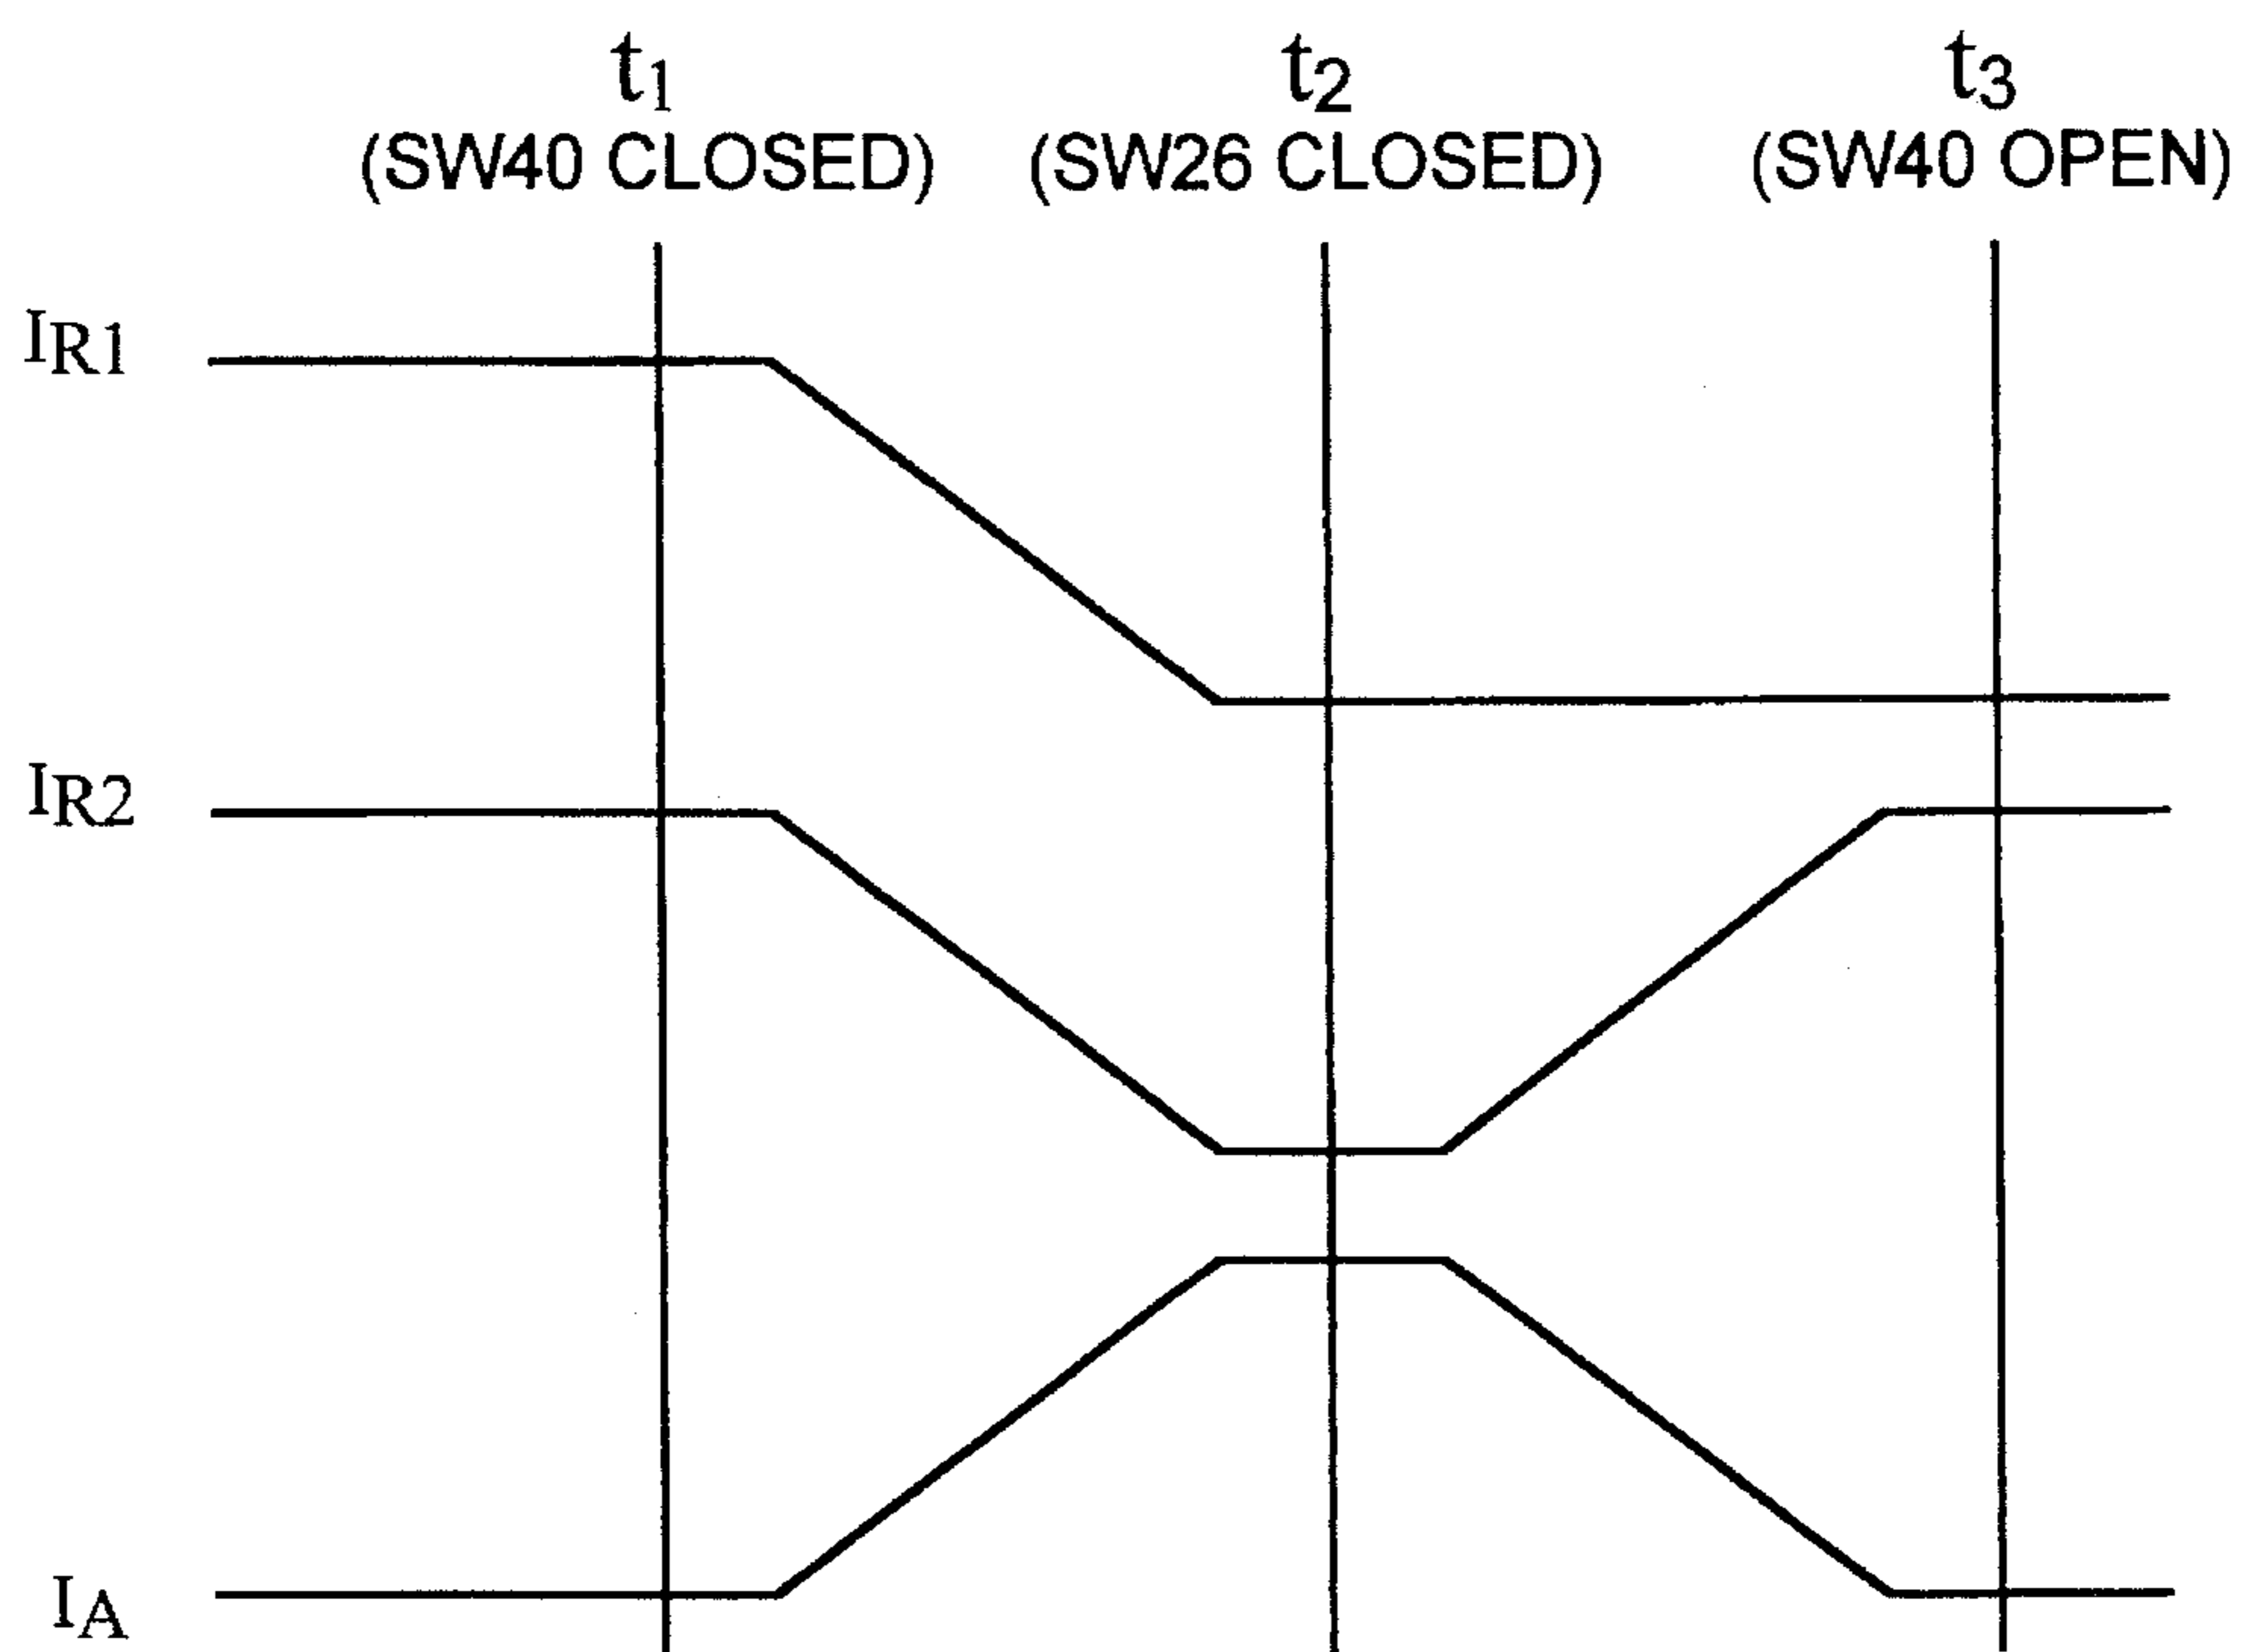 t1 t2 t3
(SW40 CLOSED) (SW26 CLOSED) (SW40 OPEN)
IR1
IR2
IA